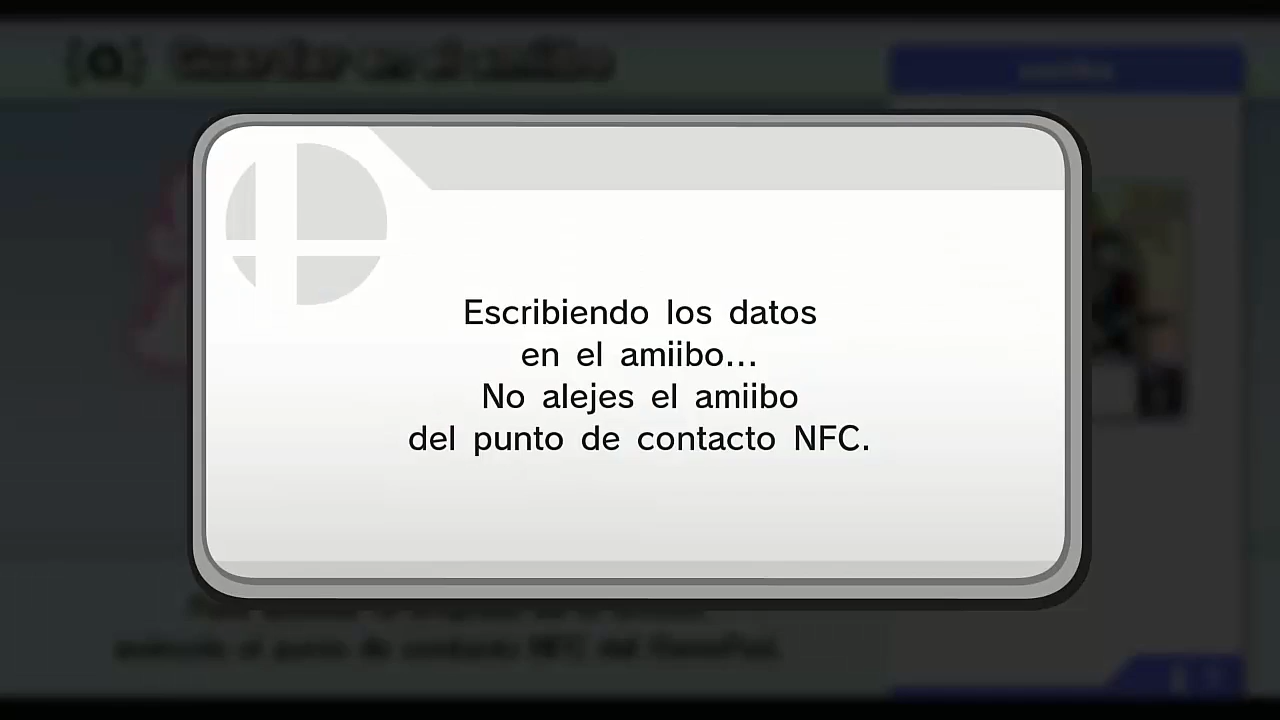 Escribiendo los datos
en el amiibo...
No alejes el amiibo
del punto de contacto NFC.